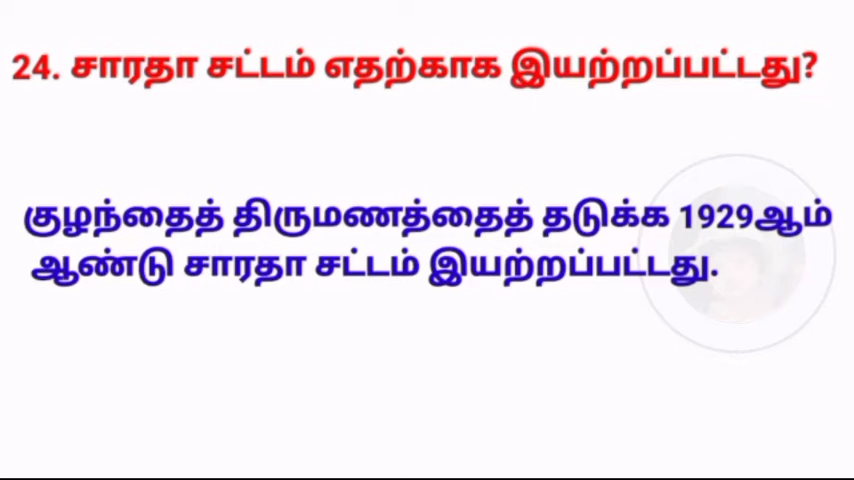 24. சாரதா சட்டம் எதற்காக இயற்றப்பட்டது?
குழந்தைத் திருமணத்தைத் தடுக்க 1929ஆம்
ஆண்டு சாரதா சட்டம் இயற்றப்பட்டது.